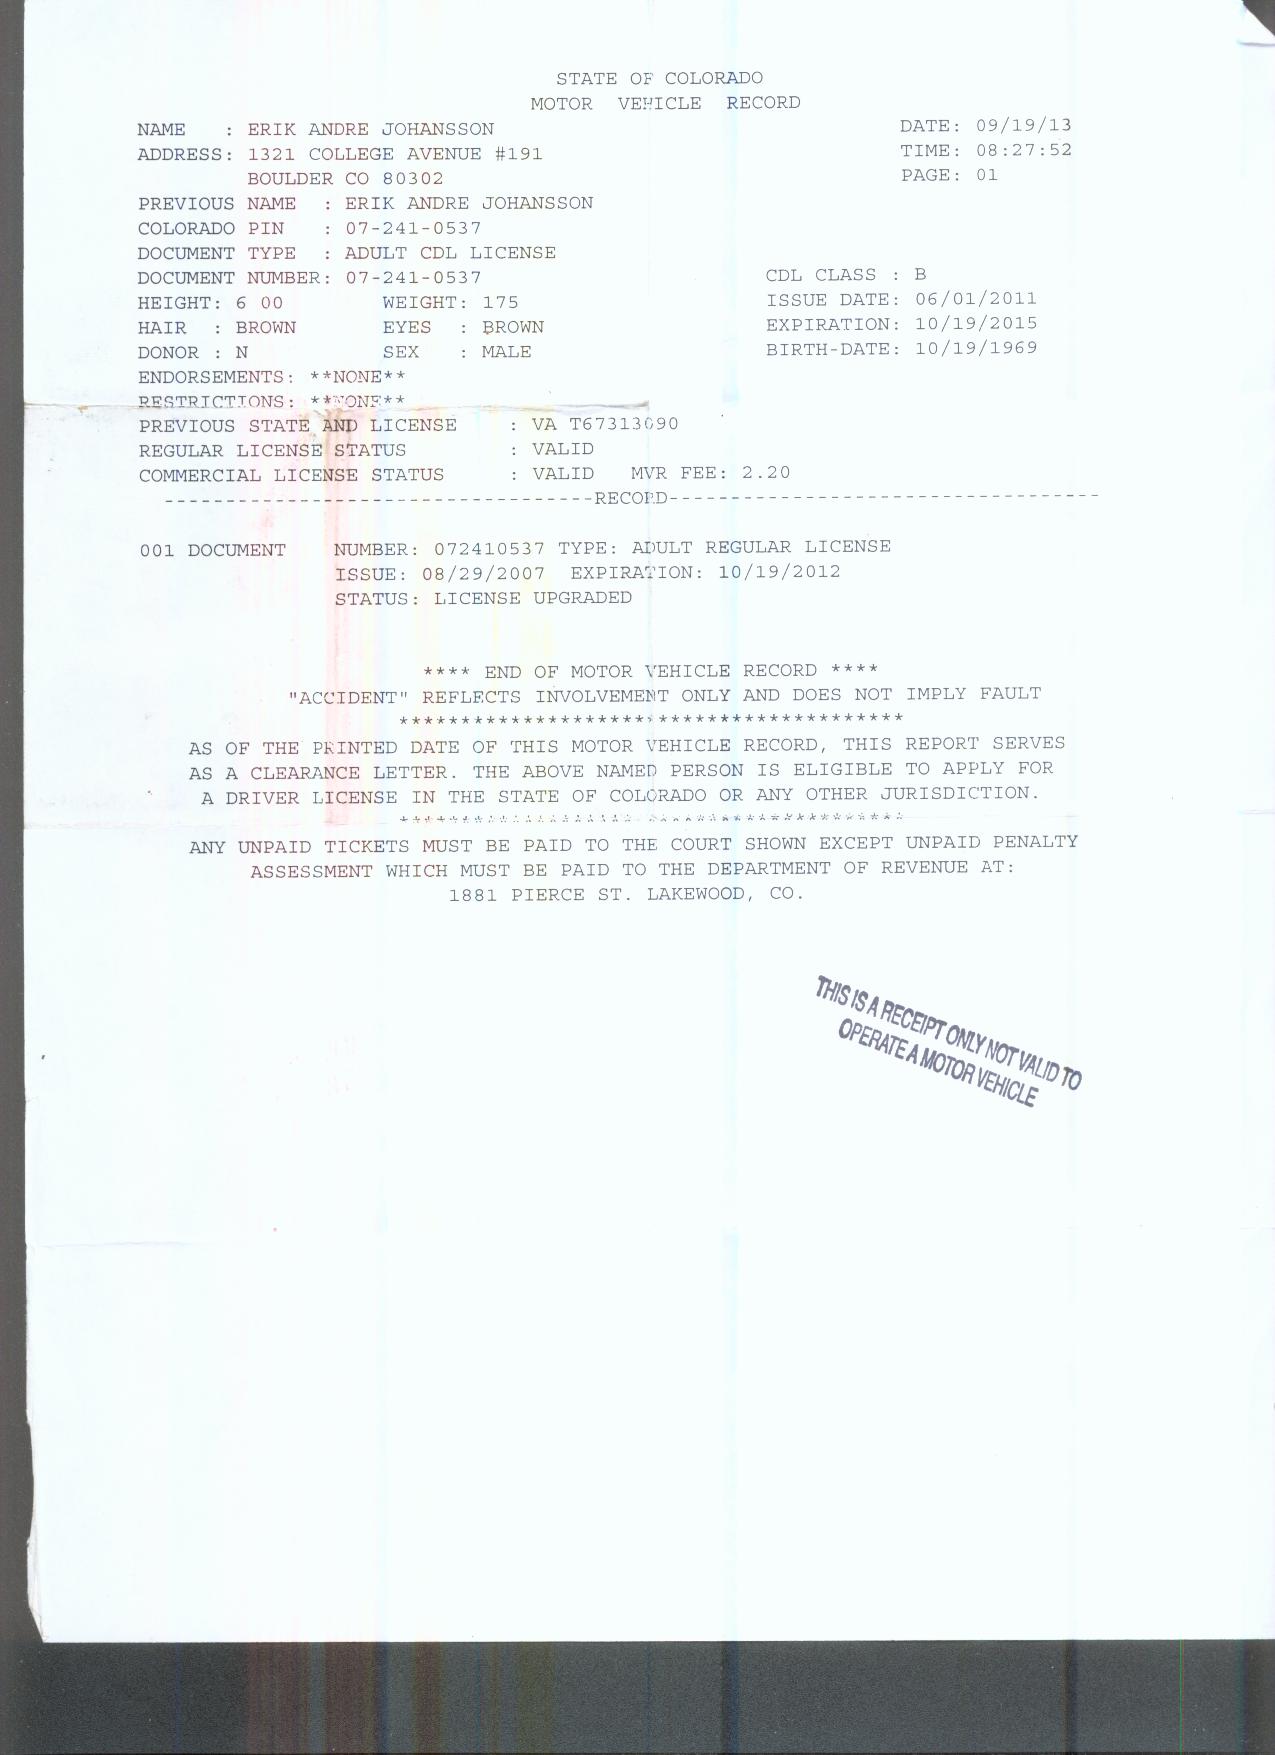 STATE OF COLORADO
MOTOR VEHICLE RECORD
NAME : ERIK ANDRE JOHANSSON DATE: 09/19/13
ADDRESS: 1321 COLLEGE AVENUE #191 TIME: 08:27:52
BOULDER CO 80302 PAGE: 01
PREVIOUS NAME : ERIK ANDRE JOHANSSON
COLORADO PIN : 07-241-0537
DOCUMENT TYPE : ADULT CDL LICENSE
DOCUMENT NUMBER: 07-241-0537 CDL CLASS : B
HEIGHT: 6 00 WEIGHT: 175 ISSUE DATE: 06/01/2011
HAIR : BROWN EYES : BROWN EXPIRATION: 10/19/2015
DONOR : N SEX : MALE BIRTH-DATE: 10/19/1969
ENDORSEMENTS: **NONE**
RESTRICTIONS: **NONE**
PREVIOUS STATE AND LICENSE : VA T67313090
REGULAR LICENSE STATUS : VALID
COMMERCIAL LICENSE STATUS : VALID MVR FEE: 2.20
-----------------------------------RECORD-----------------------------------
001 DOCUMENT NUMBER: 072410537 TYPE: ADULT REGULAR LICENSE
ISSUE: 08/29/2007 EXPIRATION: 10/19/2012
STATUS: LICENSE UPGRADED
**** END OF MOTOR VEHICLE RECORD ****
"ACCIDENT" REFLECTS INVOLVEMENT ONLY AND DOES NOT IMPLY FAULT
*****************************************
AS OF THE PRINTED DATE OF THIS MOTOR VEHICLE RECORD, THIS REPORT SERVES
AS A CLEARANCE LETTER. THE ABOVE NAMED PERSON IS ELIGIBLE TO APPLY FOR
A DRIVER LICENSE IN THE STATE OF COLORADO OR ANY OTHER JURISDICTION.
*****************************************
ANY UNPAID TICKETS MUST BE PAID TO THE COURT SHOWN EXCEPT UNPAID PENALTY
ASSESSMENT WHICH MUST BE PAID TO THE DEPARTMENT OF REVENUE AT:
1881 PIERCE ST. LAKEWOOD, CO.
THIS IS A RECEIPT ONLY NOT VALID TO
OPERATE A MOTOR VEHICLE